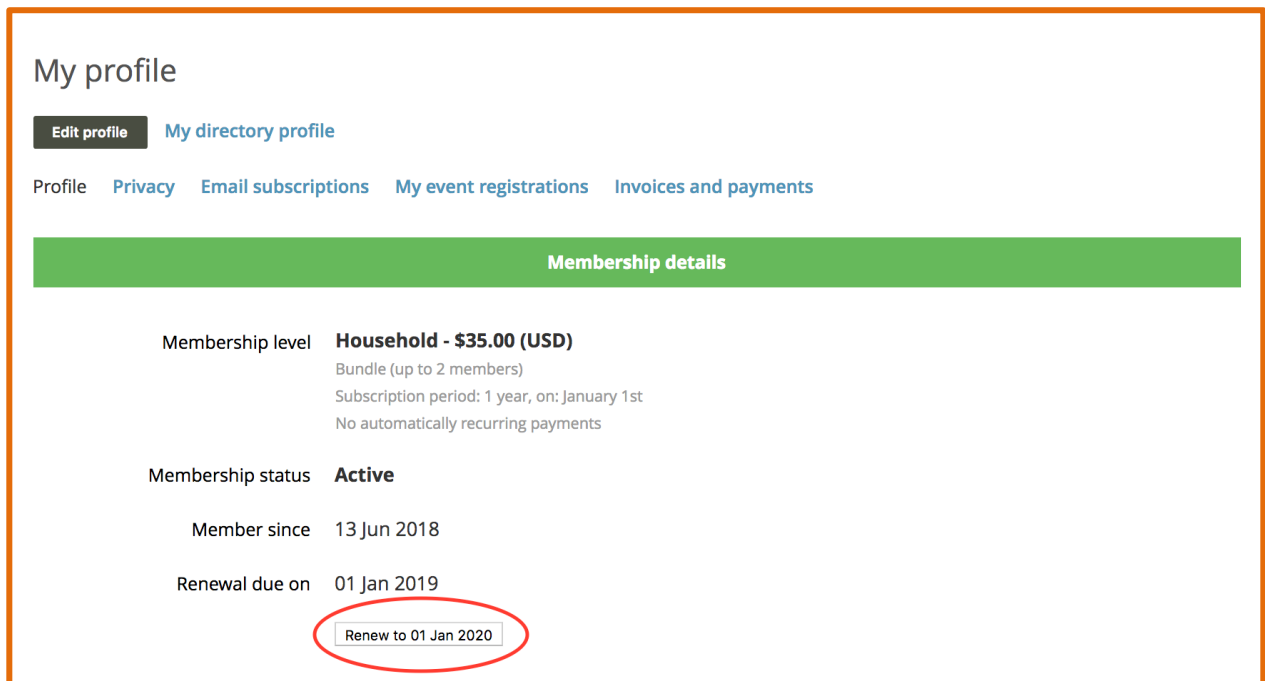 My profile
Edit profile My directory profile
Profile Privacy Email subscriptions My event registrations Invoices and payments
Membership details
Membership level Household - $35.00 (USD)
Bundle (up to 2 members)
Subscription period: 1 year, on: January 1st
No automatically recurring payments
Membership status Active
Member since 13 Jun 2018
Renewal due on 01 Jan 2019
Renew to 01 Jan 2020